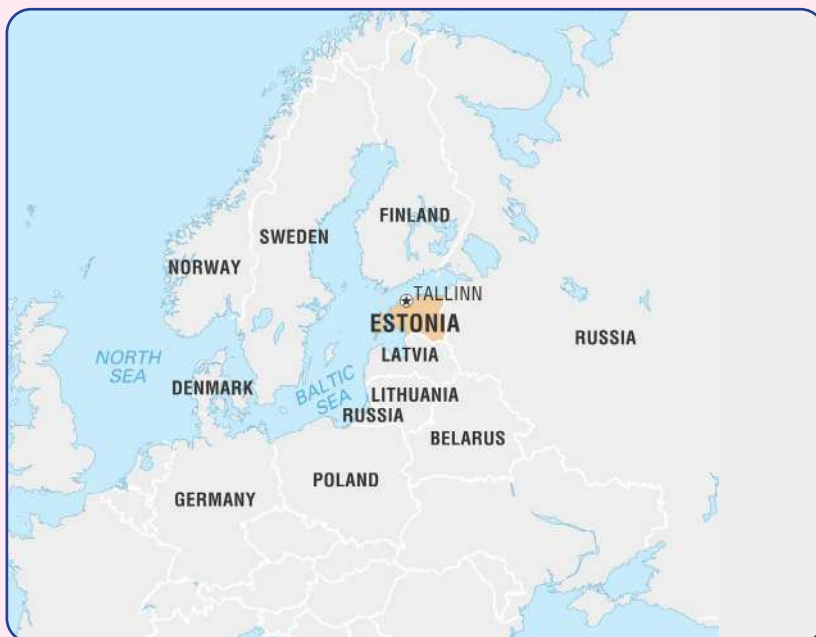 FINLAND
SWEDEN
NORWAY
TALLINN
ESTONIA
RUSSIA
LATVIA
NORTH
SEA
DENMARK
BALTIC
SEA
LITHUANIA
RUSSIA
BELARUS
POLAND
GERMANY